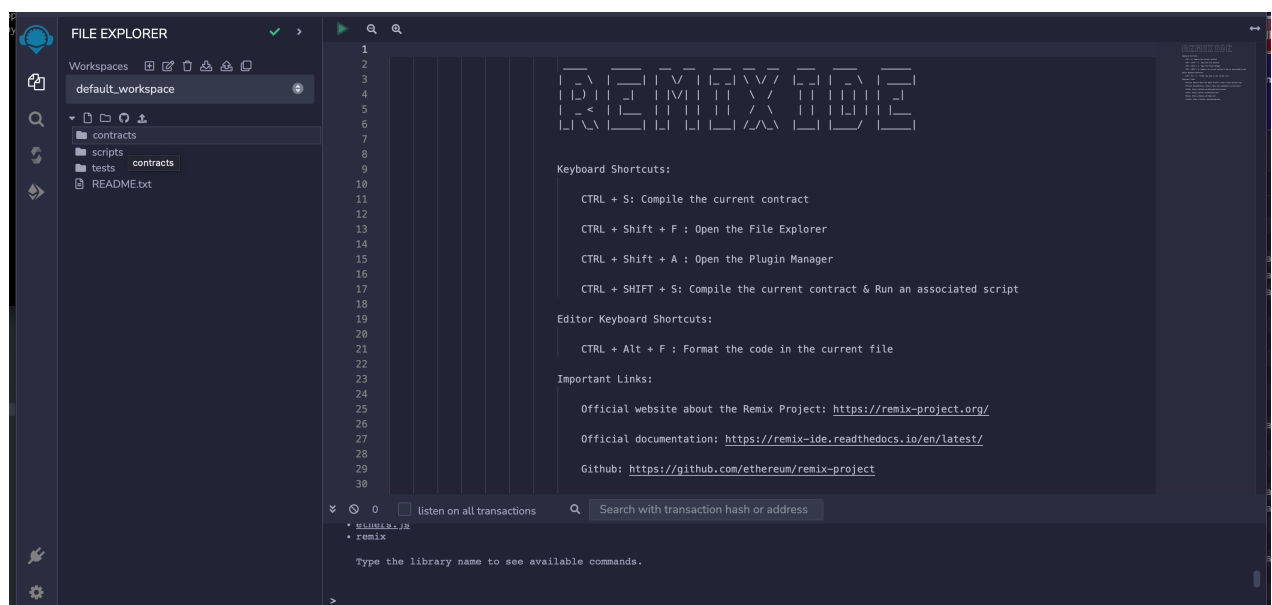 FILE EXPLORER
Workspaces
default_workspace
contracts
scripts
contracts
tests
README.txt
1
2
3
4
5
6
7
8
9
10
11
12
13
14
15
16
17
18
19
20
21
22
23
24
25
26
27
28
29
30
REMIX IDE
Keyboard Shortcuts:
CTRL + S: Compile the current contract
CTRL + Shift + F : Open the File Explorer
CTRL + Shift + A : Open the Plugin Manager
CTRL + SHIFT + S: Compile the current contract & Run an associated script
Editor Keyboard Shortcuts:
CTRL + Alt + F : Format the code in the current file
Important Links:
Official website about the Remix Project: https://remix-project.org/
Official documentation: https://remix-ide.readthedocs.io/en/latest/
Github: https://github.com/ethereum/remix-project
0 listen on all transactions Search with transaction hash or address
• ethers.js
• remix
Type the library name to see available commands.
>